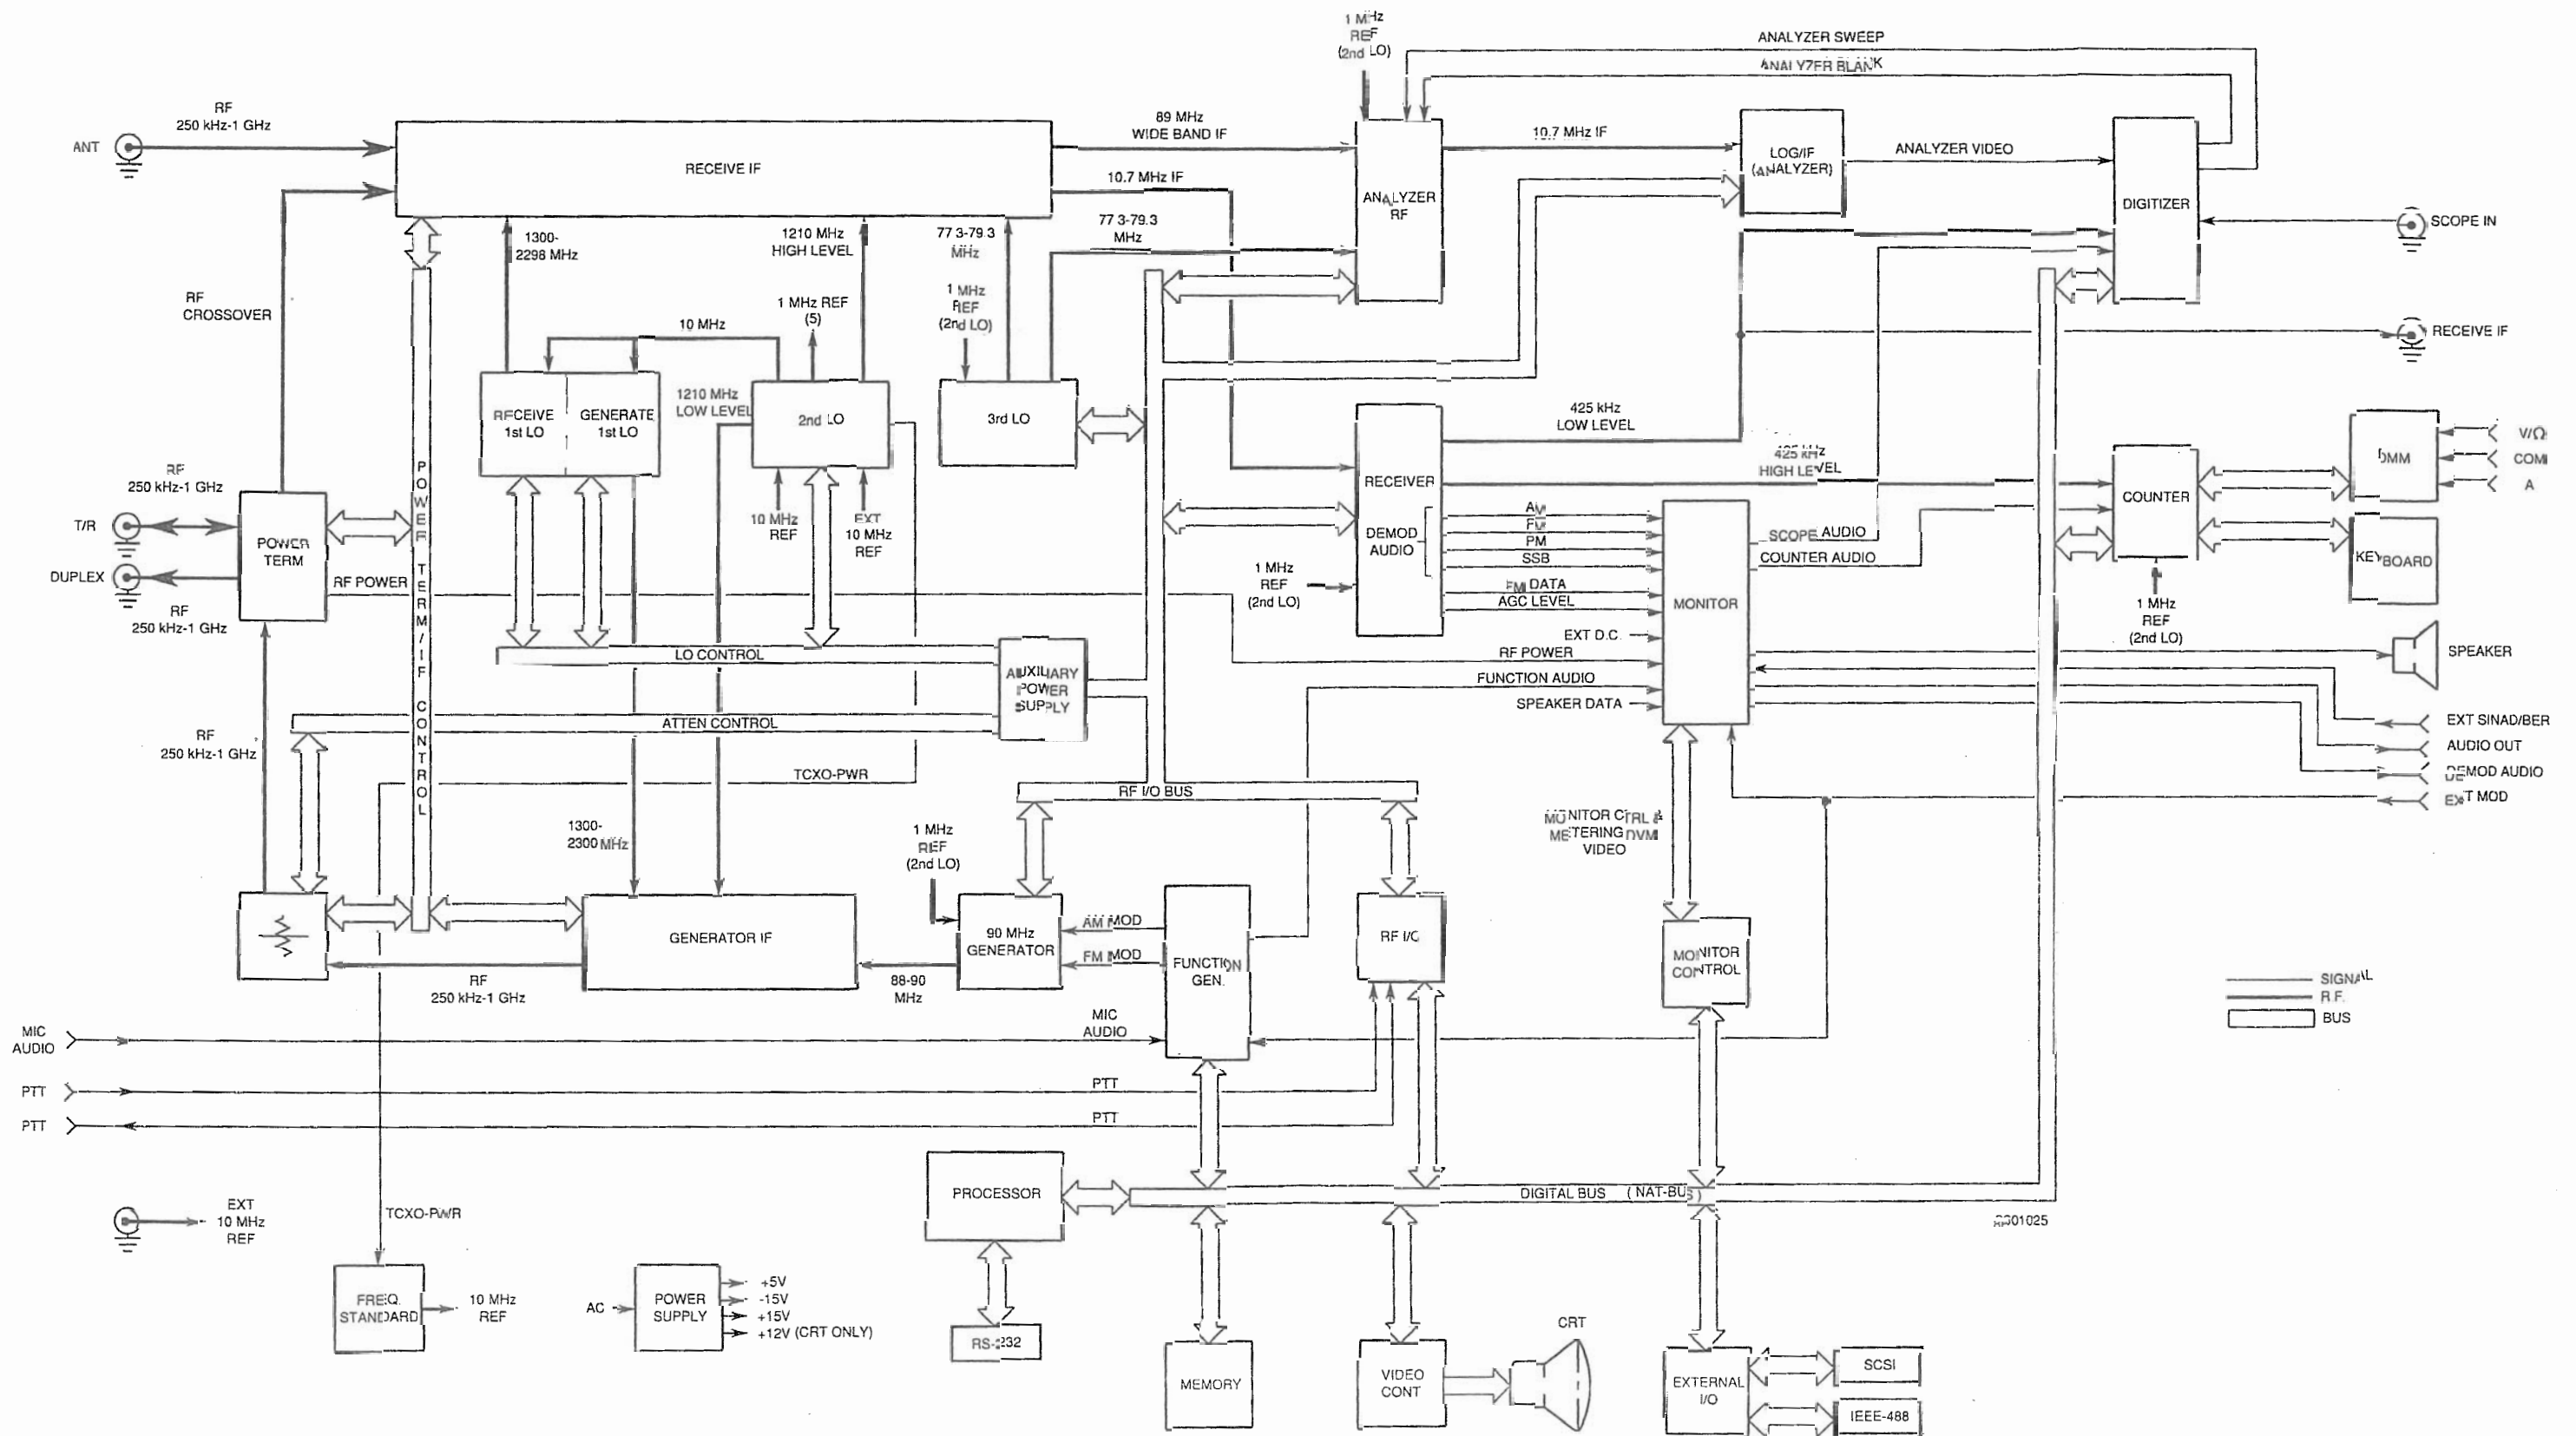 1 MHz
REF
(2nd LO)
ANALYZER SWEEP
ANALYZER BLANK
RF
250 kHz-1 GHz
ANT
RECEIVE IF
89 MHz
WIDE BAND IF
10.7 MHz IF
77.3-79.3
MHz
ANALYZER
RF
10.7 MHz IF
LOG/IF
(ANALYZER)
ANALYZER VIDEO
DIGITIZER
SCOPE IN
RECEIVE IF
1300-
2298 MHz
1210 MHz
HIGH LEVEL
77.3-79.3
MHz
RF
CROSSOVER
1 MHz REF
(5)
1 MHz
REF
(2nd LO)
10 MHz
RECEIVE
1st LO
GENERATE
1st LO
1210 MHz
LOW LEVEL
2nd LO
3rd LO
10 MHz
REF
EXT
10 MHz
REF
425 kHz
LOW LEVEL
425 kHz
HIGH LEVEL
RECEIVER
DEMOD
AUDIO
AM
FM
PM
SSB
FM DATA
AGC LEVEL
EXT D.C.
RF POWER
FUNCTION AUDIO
SPEAKER DATA
1 MHz
REF
(2nd LO)
MONITOR
SCOPE AUDIO
COUNTER AUDIO
COUNTER
1 MHz
REF
(2nd LO)
DMM
V/Ω
COM
A
KEYBOARD
SPEAKER
EXT SINAD/BER
AUDIO OUT
DEMOD AUDIO
EXT MOD
RF
250 kHz-1 GHz
T/R
DUPLEX
RF
250 kHz-1 GHz
POWER
TERM
RF POWER
POWER TERM/IF CONTROL
LO CONTROL
ATTEN CONTROL
AUXILIARY
POWER
SUPPLY
RF
250 kHz-1 GHz
TCXO-PWR
RF I/O BUS
1300-
2300 MHz
1 MHz
REF
(2nd LO)
GENERATOR IF
90 MHz
GENERATOR
AM MOD
FM MOD
FUNCTION
GEN.
RF I/O
MONITOR CTRL &
METERING DVM
VIDEO
MONITOR
CONTROL
RF
250 kHz-1 GHz
88-90
MHz
SIGNAL
R.F.
BUS
MIC
AUDIO
MIC
AUDIO
PTT
PTT
PTT
PTT
PROCESSOR
DIGITAL BUS (NAT-BUS)
EXT
10 MHz
REF
TCXO-PWR
FREQ.
STANDARD
10 MHz
REF
AC
POWER
SUPPLY
+5V
-15V
+15V
+12V (CRT ONLY)
RS-232
MEMORY
VIDEO
CONT
CRT
EXTERNAL
I/O
SCSI
IEEE-488